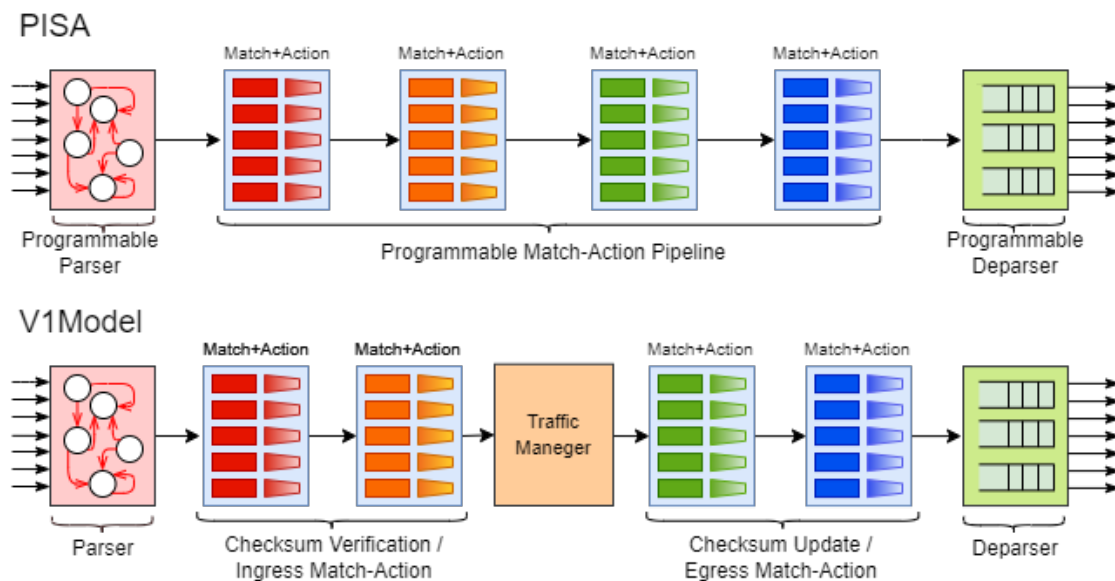 PISA
Match+Action
Match+Action
Match+Action
Match+Action
Programmable
Parser
Programmable Match-Action Pipeline
Programmable
Deparser
V1Model
Match+Action
Match+Action
Match+Action
Match+Action
Traffic
Maneger
Parser
Checksum Verification /
Ingress Match-Action
Checksum Update /
Egress Match-Action
Deparser